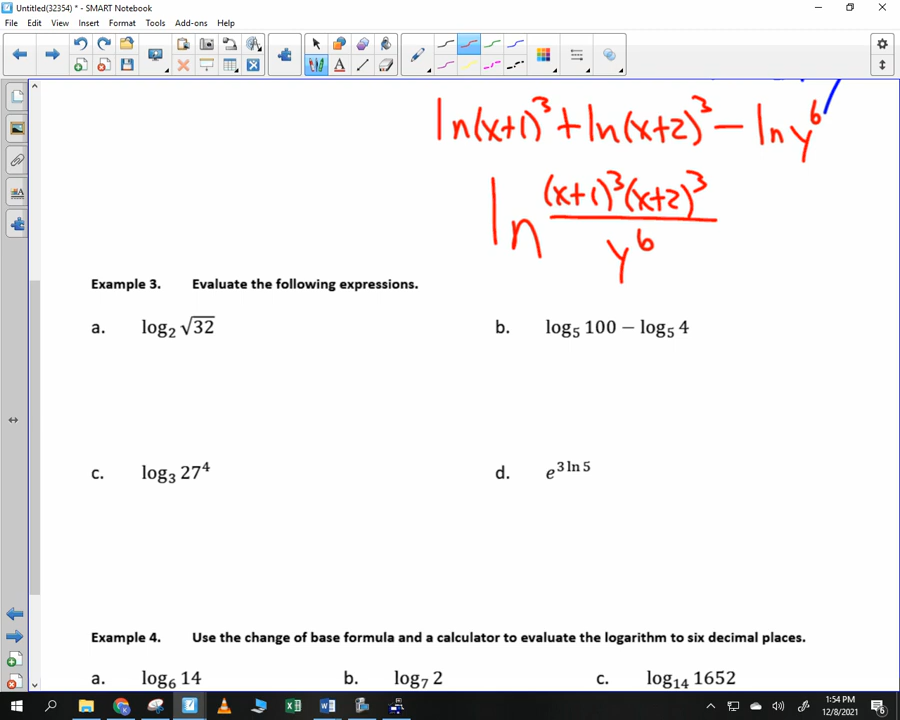 Untitled(32354) * - SMART Notebook
File Edit View Insert Format Tools Add-ons Help
ln(x+1)³ + ln(x+2)³ − ln y⁶
ln (x+1)³(x+2)³
y⁶
Example 3. Evaluate the following expressions.
a. log₂ √32 b. log₅ 100 − log₅ 4
c. log₃ 27⁴ d. e^(3 ln 5)
Example 4. Use the change of base formula and a calculator to evaluate the logarithm to six decimal places.
a. log₆ 14 b. log₇ 2 c. log₁₄ 1652
1:54 PM
12/8/2021
6